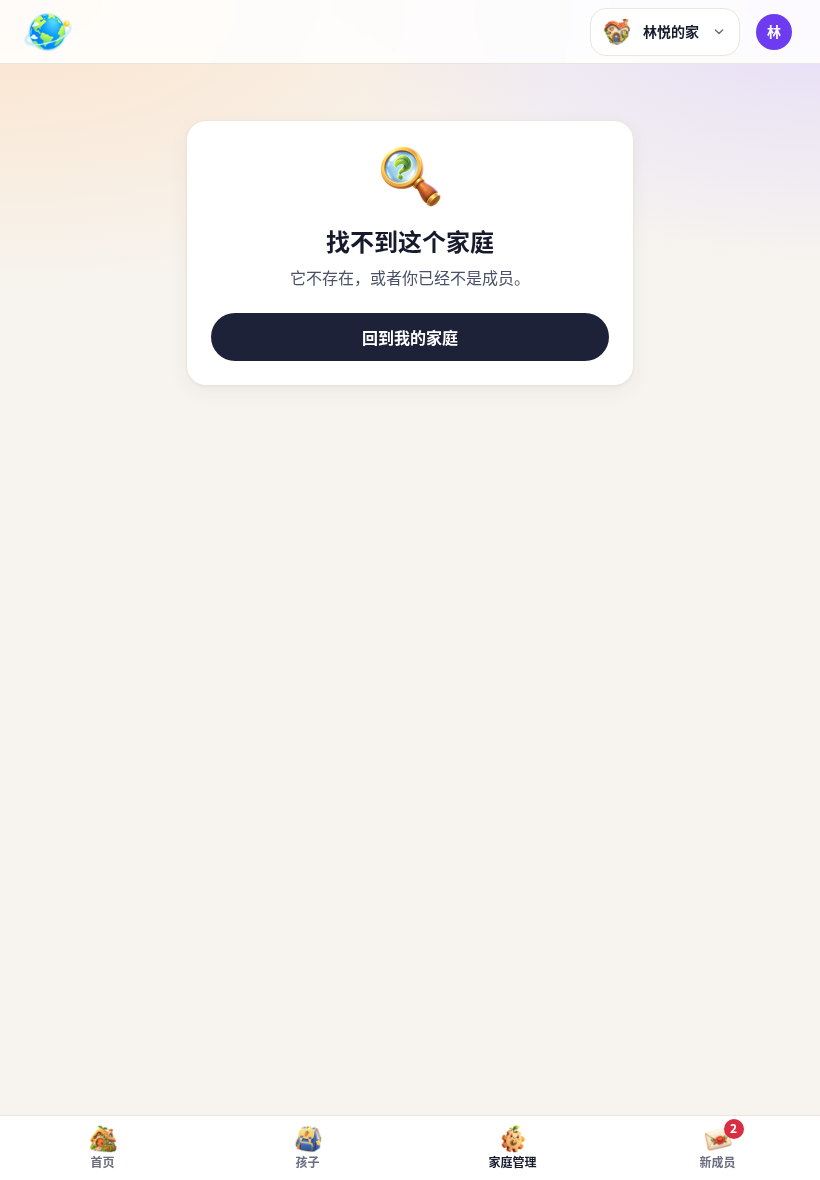 林悦的家
林
找不到这个家庭
它不存在，或者你已经不是成员。
回到我的家庭
首页
孩子
家庭管理
2
新成员